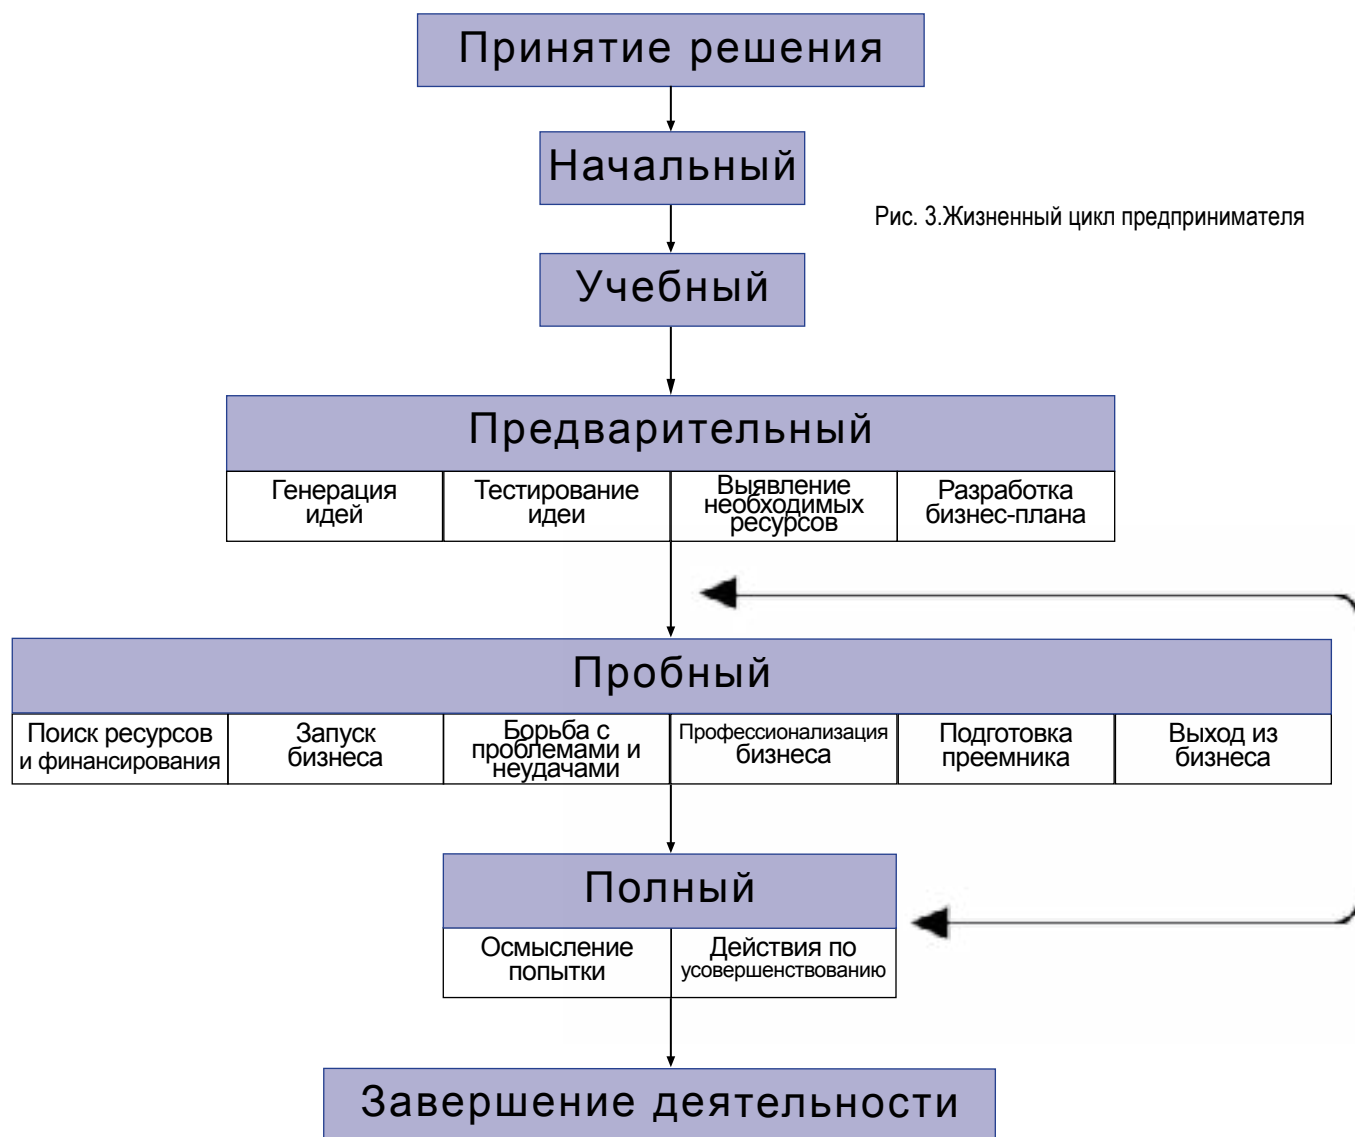 Принятие решения
Начальный
Рис. 3.Жизненный цикл предпринимателя
Учебный
Предварительный
Генерация
идей
Тестирование
идеи
Выявление
необходимых
ресурсов
Разработка
бизнес-плана
Пробный
Поиск ресурсов
и финансирования
Запуск
бизнеса
Борьба с
проблемами и
неудачами
Профессионализация
бизнеса
Подготовка
преемника
Выход из
бизнеса
Полный
Осмысление
попытки
Действия по
усовершенствованию
Завершение деятельности